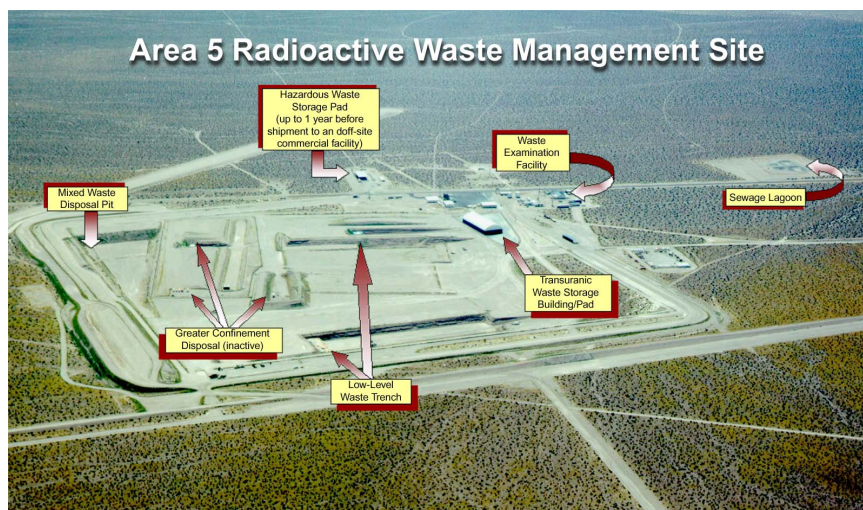 Area 5 Radioactive Waste Management Site
Hazardous Waste
Storage Pad
(up to 1 year before
shipment to an doff-site
commercial facility)
Waste
Examination
Facility
Mixed Waste
Disposal Pit
Sewage Lagoon
Transuranic
Waste Storage
Building/Pad
Greater Confinement
Disposal (inactive)
Low-Level
Waste Trench